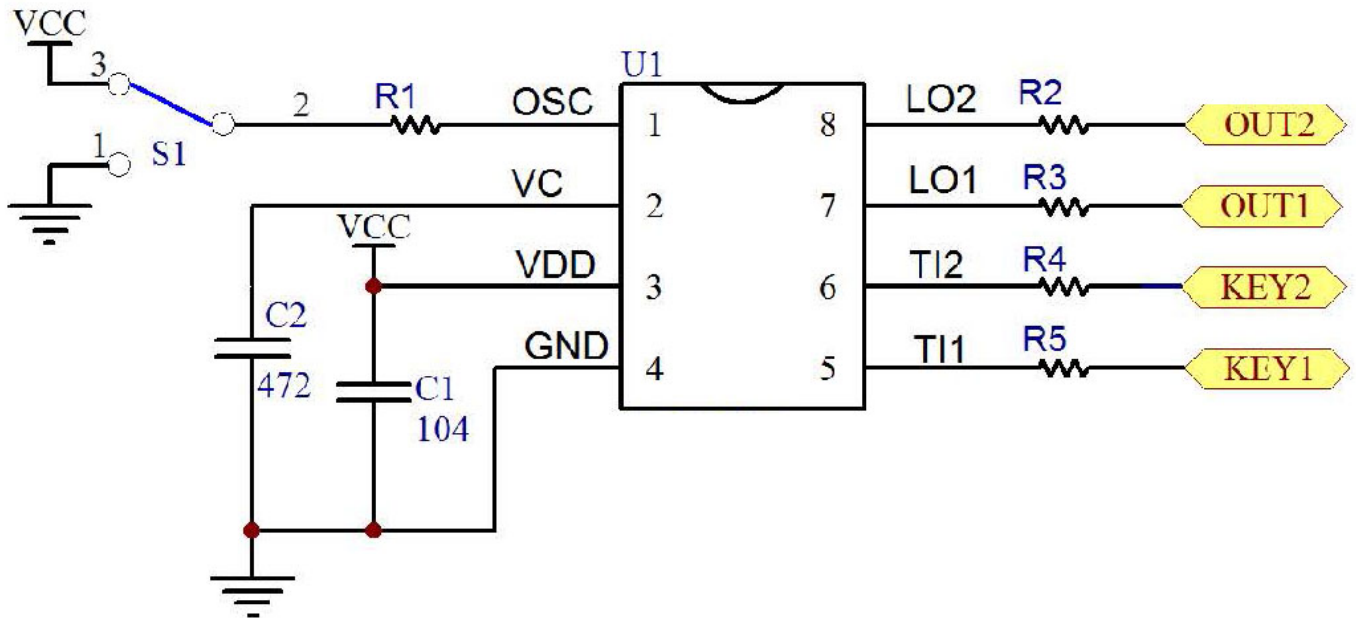 VCC
3
2
1
S1
R1
OSC
U1
1
8
LO2
R2
OUT2
VC
2
7
LO1
R3
OUT1
VCC
VDD
3
6
TI2
R4
KEY2
C2
472
GND
4
5
TI1
R5
KEY1
C1
104